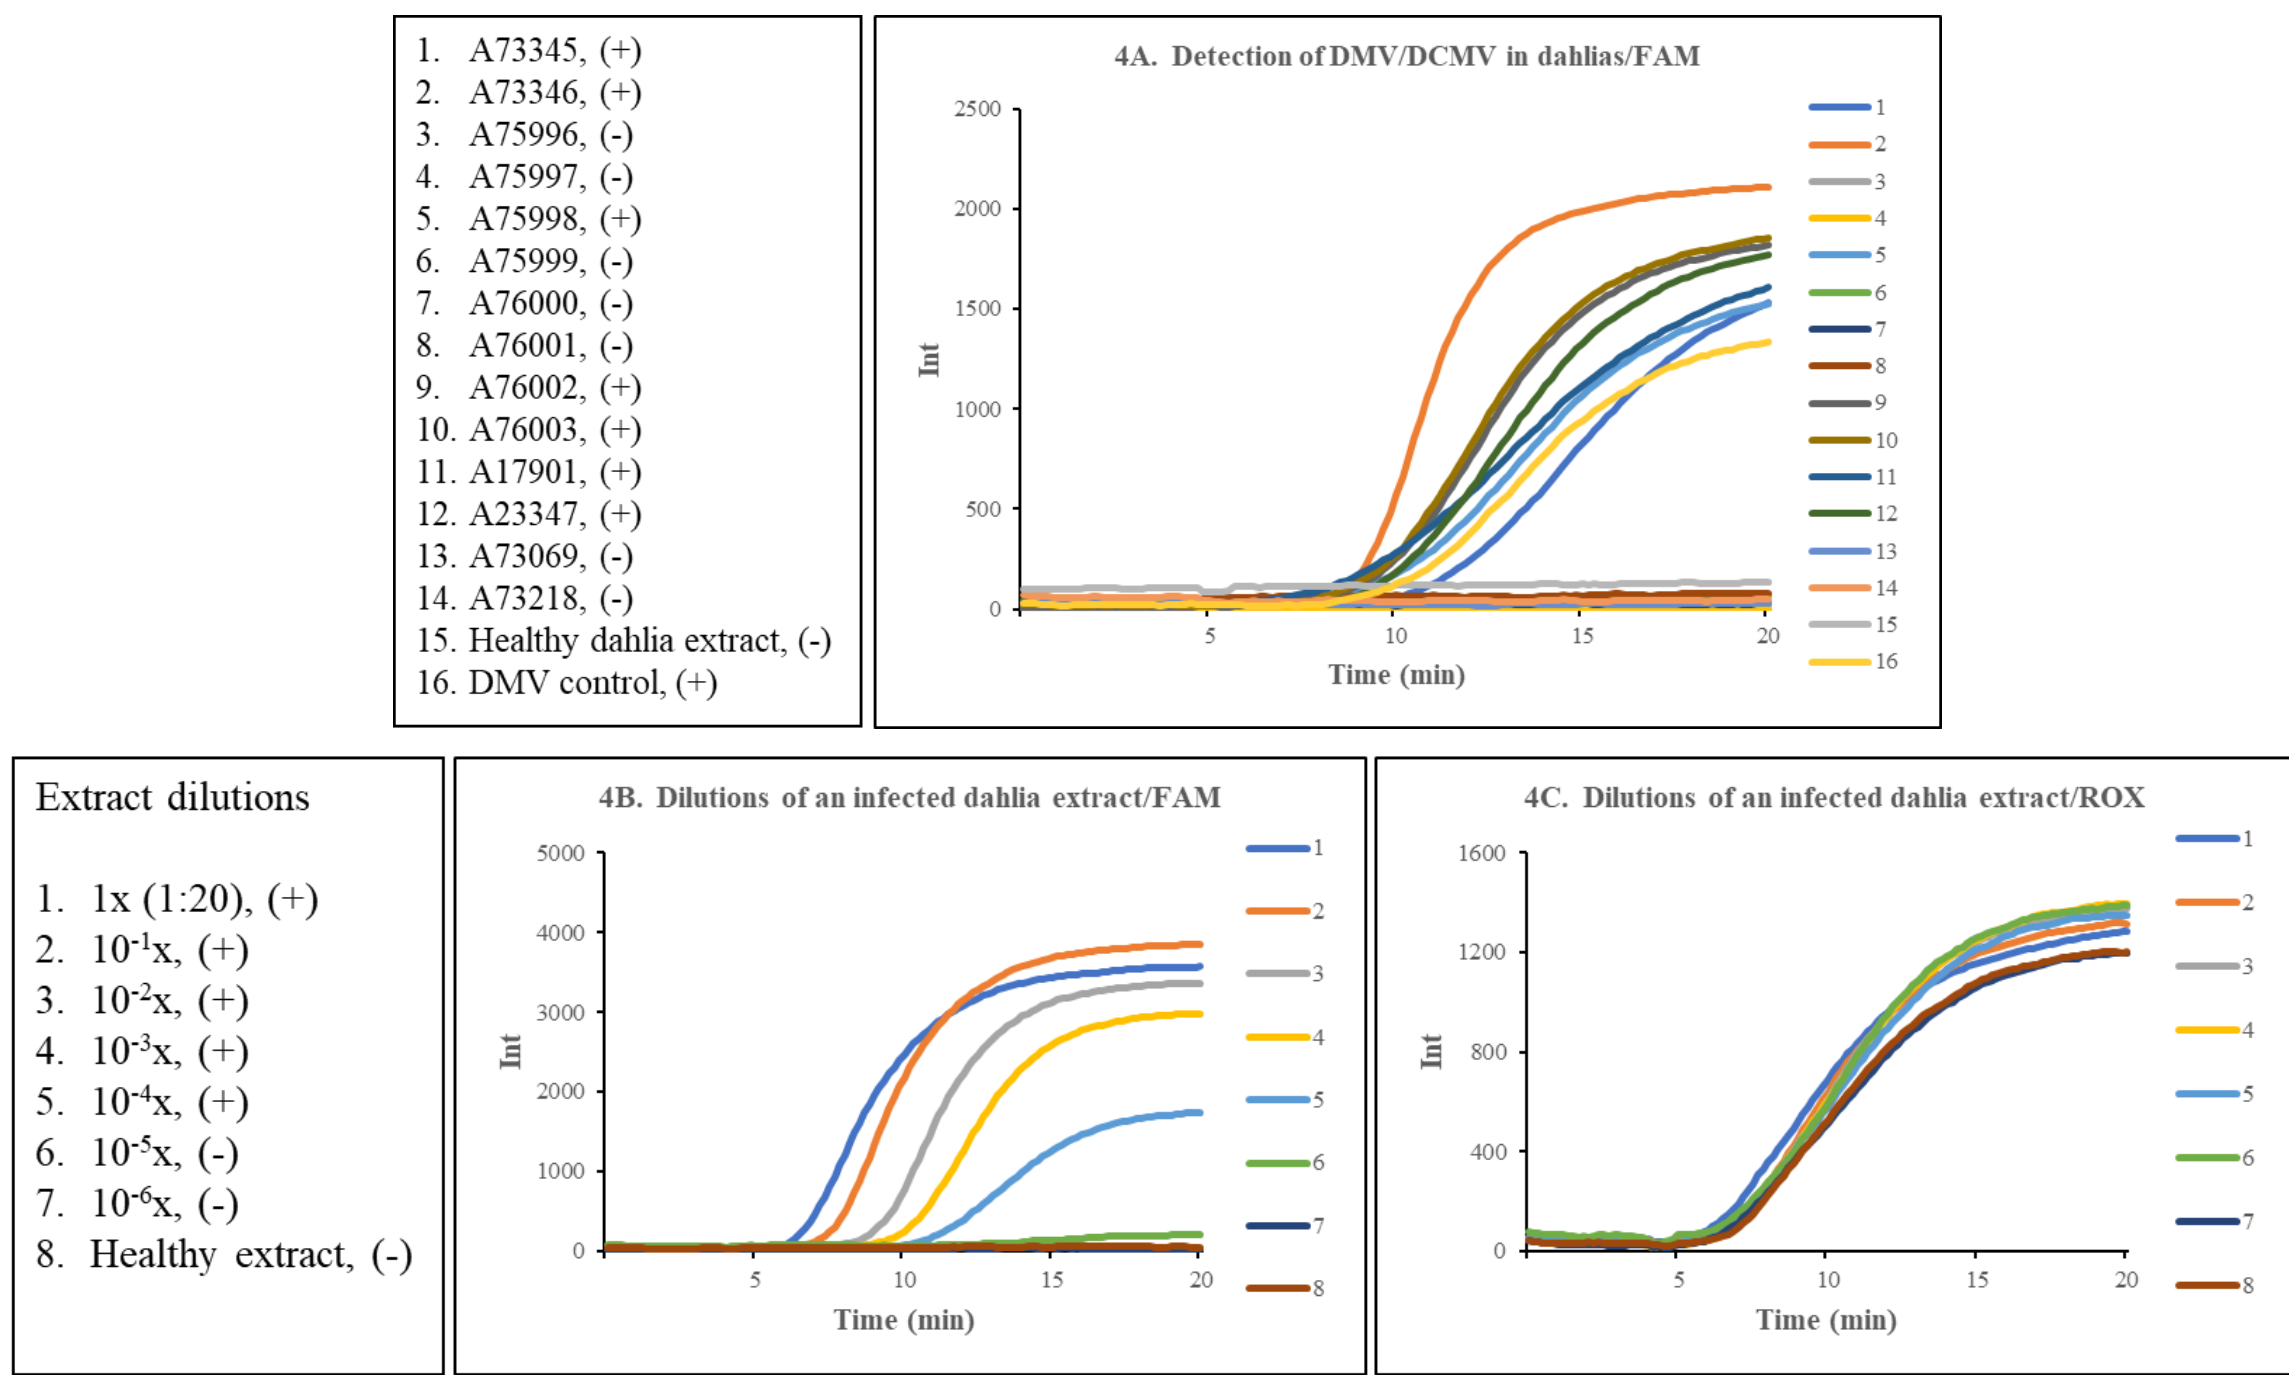 1. A73345, (+)
2. A73346, (+)
3. A75996, (-)
4. A75997, (-)
5. A75998, (+)
6. A75999, (-)
7. A76000, (-)
8. A76001, (-)
9. A76002, (+)
10. A76003, (+)
11. A17901, (+)
12. A23347, (+)
13. A73069, (-)
14. A73218, (-)
15. Healthy dahlia extract, (-)
16. DMV control, (+)
4A. Detection of DMV/DCMV in dahlias/FAM
2500
2000
1500
1000
500
0
Int
5 10 15 20
Time (min)
1
2
3
4
5
6
7
8
9
10
11
12
13
14
15
16
Extract dilutions
1. 1x (1:20), (+)
2. 10⁻¹x, (+)
3. 10⁻²x, (+)
4. 10⁻³x, (+)
5. 10⁻⁴x, (+)
6. 10⁻⁵x, (-)
7. 10⁻⁶x, (-)
8. Healthy extract, (-)
4B. Dilutions of an infected dahlia extract/FAM
5000
4000
3000
2000
1000
0
Int
5 10 15 20
Time (min)
1
2
3
4
5
6
7
8
4C. Dilutions of an infected dahlia extract/ROX
1600
1200
800
400
0
Int
5 10 15 20
Time (min)
1
2
3
4
5
6
7
8